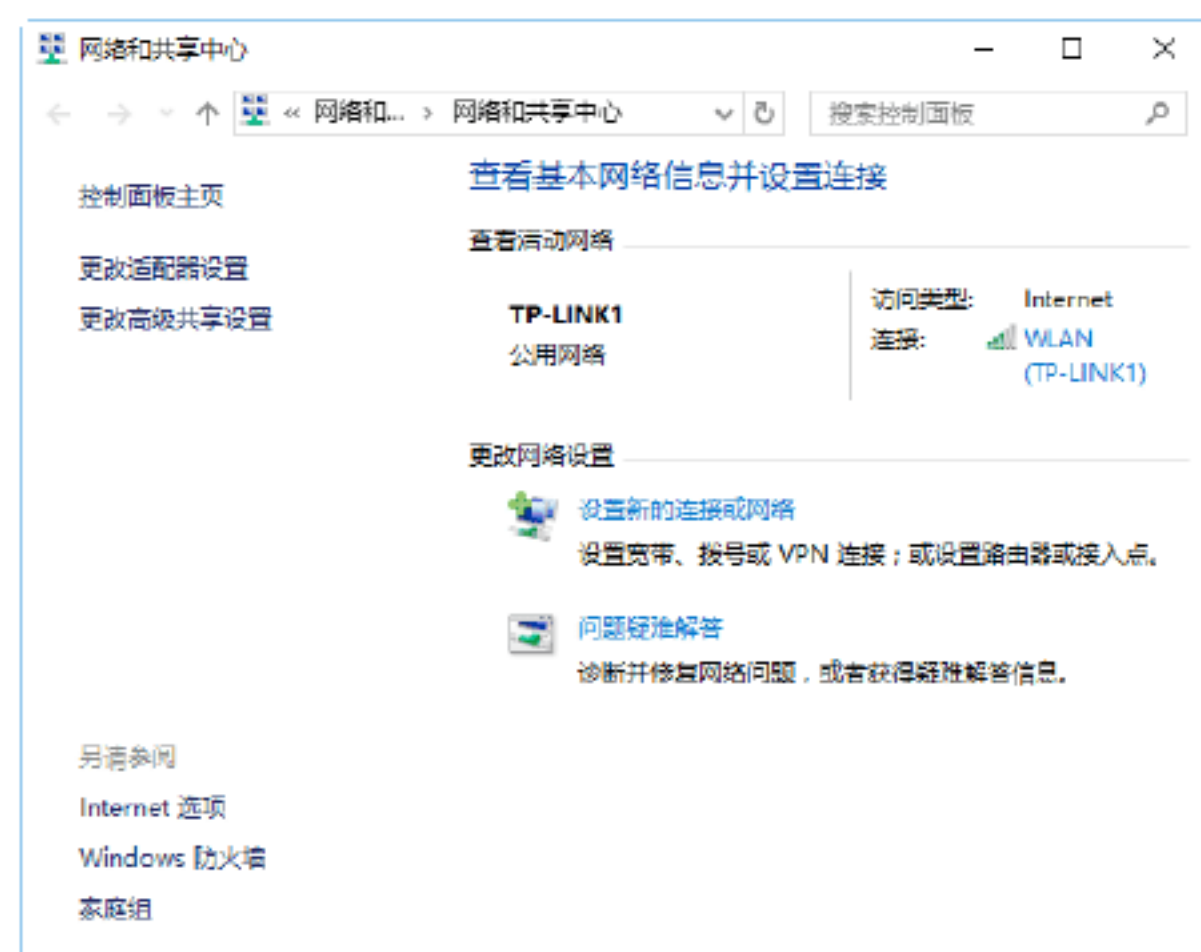 网络和共享中心
« 网络和... › 网络和共享中心
搜索控制面板
控制面板主页
更改适配器设置
更改高级共享设置
查看基本网络信息并设置连接
查看活动网络
TP-LINK1
公用网络
访问类型: Internet
连接: WLAN
(TP-LINK1)
更改网络设置
设置新的连接或网络
设置宽带、拨号或 VPN 连接；或设置路由器或接入点。
问题疑难解答
诊断并修复网络问题，或者获得疑难解答信息。
另请参阅
Internet 选项
Windows 防火墙
家庭组